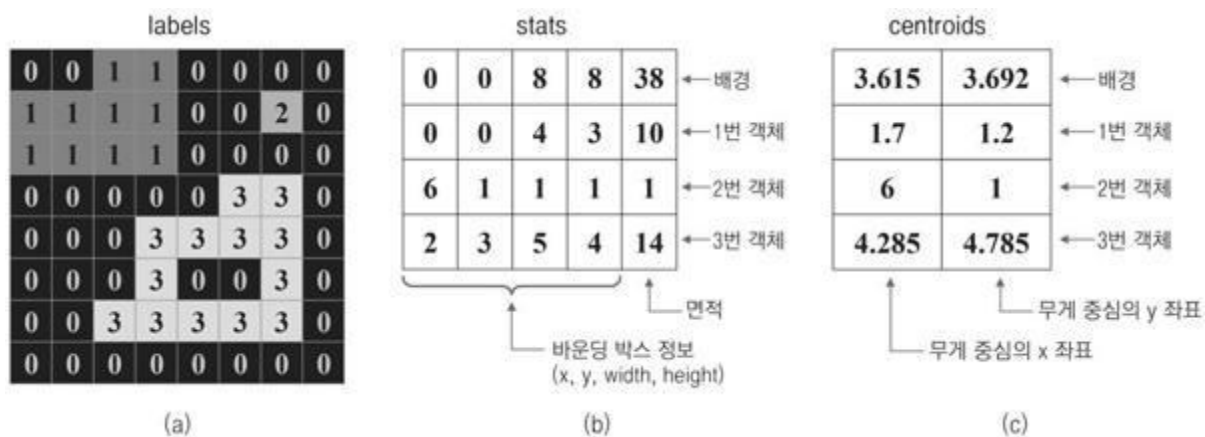 labels
0 0 1 1 0 0 0 0
1 1 1 1 0 0 2 0
1 1 1 1 0 0 0 0
0 0 0 0 0 3 3 0
0 0 0 3 3 3 3 0
0 0 0 3 0 0 3 0
0 0 3 3 3 3 3 0
0 0 0 0 0 0 0 0
(a)
stats
0 0 8 8 38 배경
0 0 4 3 10 1번 객체
6 1 1 1 1 2번 객체
2 3 5 4 14 3번 객체
면적
바운딩 박스 정보
(x, y, width, height)
(b)
centroids
3.615 3.692 배경
1.7 1.2 1번 객체
6 1 2번 객체
4.285 4.785 3번 객체
무게 중심의 y 좌표
무게 중심의 x 좌표
(c)